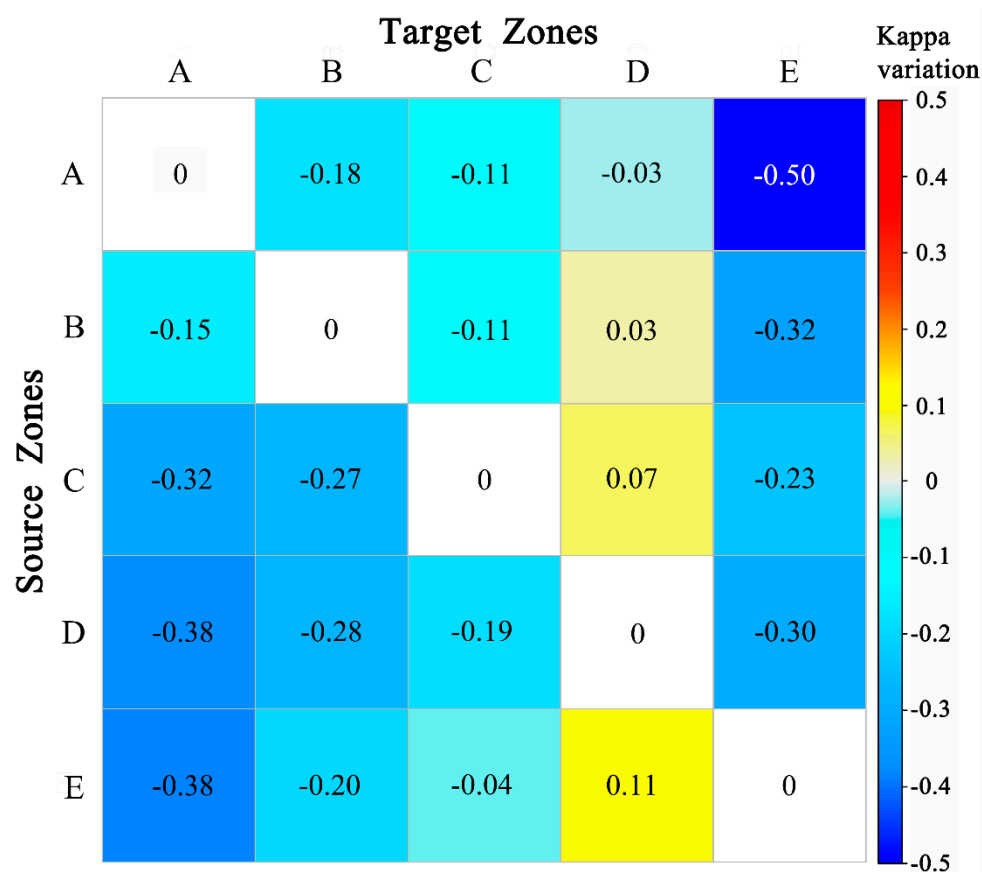 Target Zones
Kappa
variation
A B C D E
0.5
A 0 -0.18 -0.11 -0.03 -0.50
0.4
0.3
B -0.15 0 -0.11 0.03 -0.32
0.2
0.1
Source Zones
C -0.32 -0.27 0 0.07 -0.23
0
-0.1
D -0.38 -0.28 -0.19 0 -0.30
-0.2
-0.3
E -0.38 -0.20 -0.04 0.11 0
-0.4
-0.5